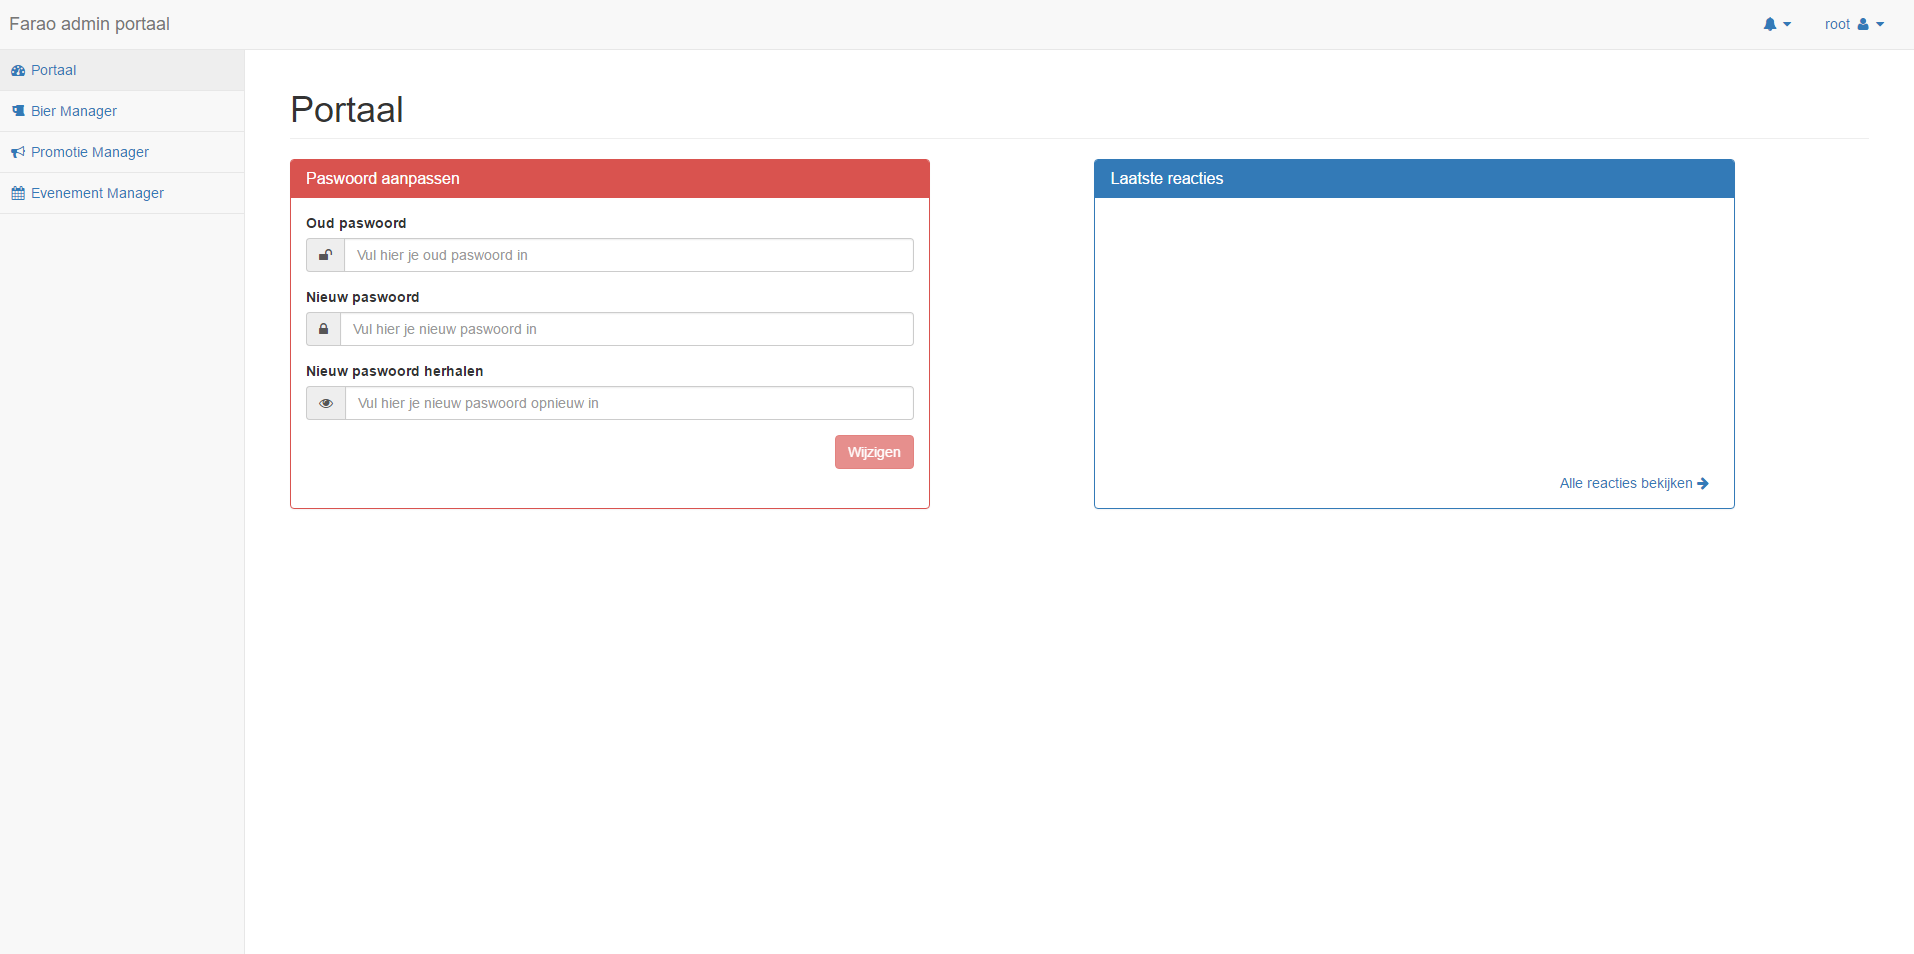 Farao admin portaal
root
Portaal
Bier Manager
Promotie Manager
Evenement Manager
Portaal
Paswoord aanpassen
Oud paswoord
Vul hier je oud paswoord in
Nieuw paswoord
Vul hier je nieuw paswoord in
Nieuw paswoord herhalen
Vul hier je nieuw paswoord opnieuw in
Wijzigen
Laatste reacties
Alle reacties bekijken